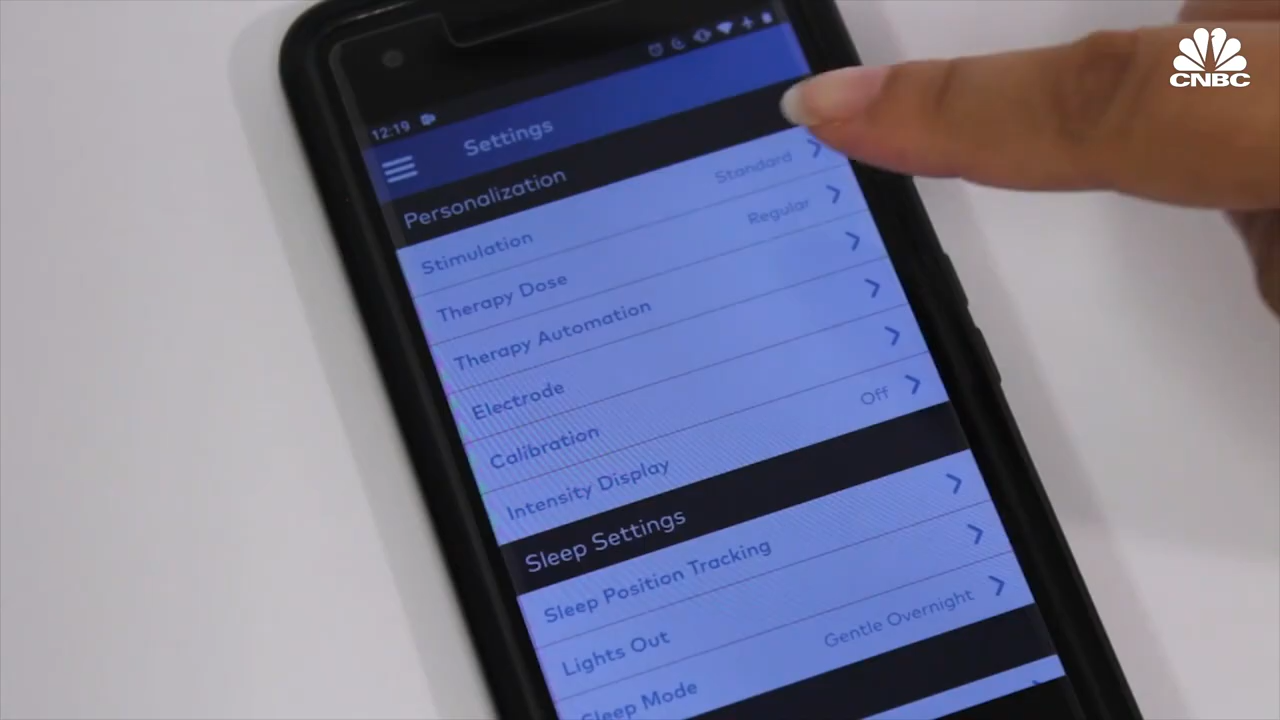 CNBC
12:19
Settings
Personalization
Stimulation Standard
Therapy Dose Regular
Therapy Automation
Electrode
Calibration
Intensity Display Off
Sleep Settings
Sleep Position Tracking
Lights Out
Sleep Mode Gentle Overnight